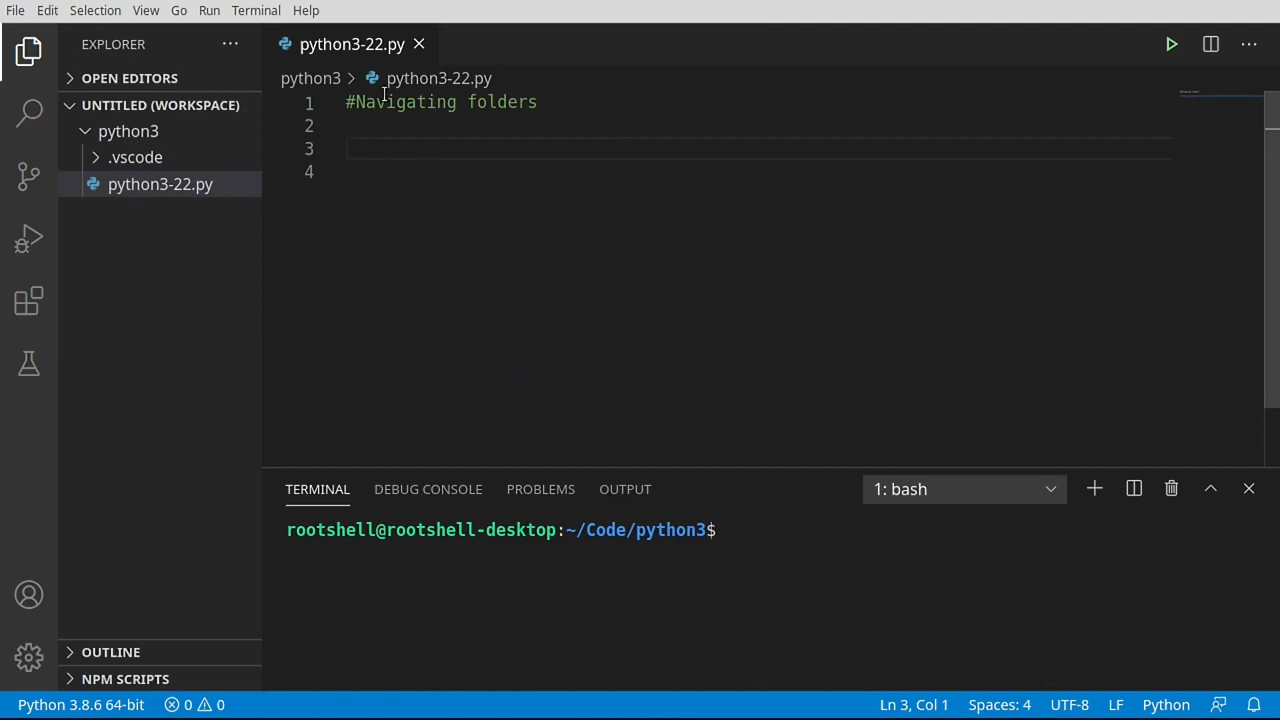 File Edit Selection View Go Run Terminal Help
EXPLORER
python3-22.py
OPEN EDITORS
UNTITLED (WORKSPACE)
python3
.vscode
python3-22.py
python3 > python3-22.py
1 #Navigating folders
2
3
4
TERMINAL DEBUG CONSOLE PROBLEMS OUTPUT 1: bash
rootshell@rootshell-desktop:~/Code/python3$
OUTLINE
NPM SCRIPTS
Python 3.8.6 64-bit 0 0 Ln 3, Col 1 Spaces: 4 UTF-8 LF Python